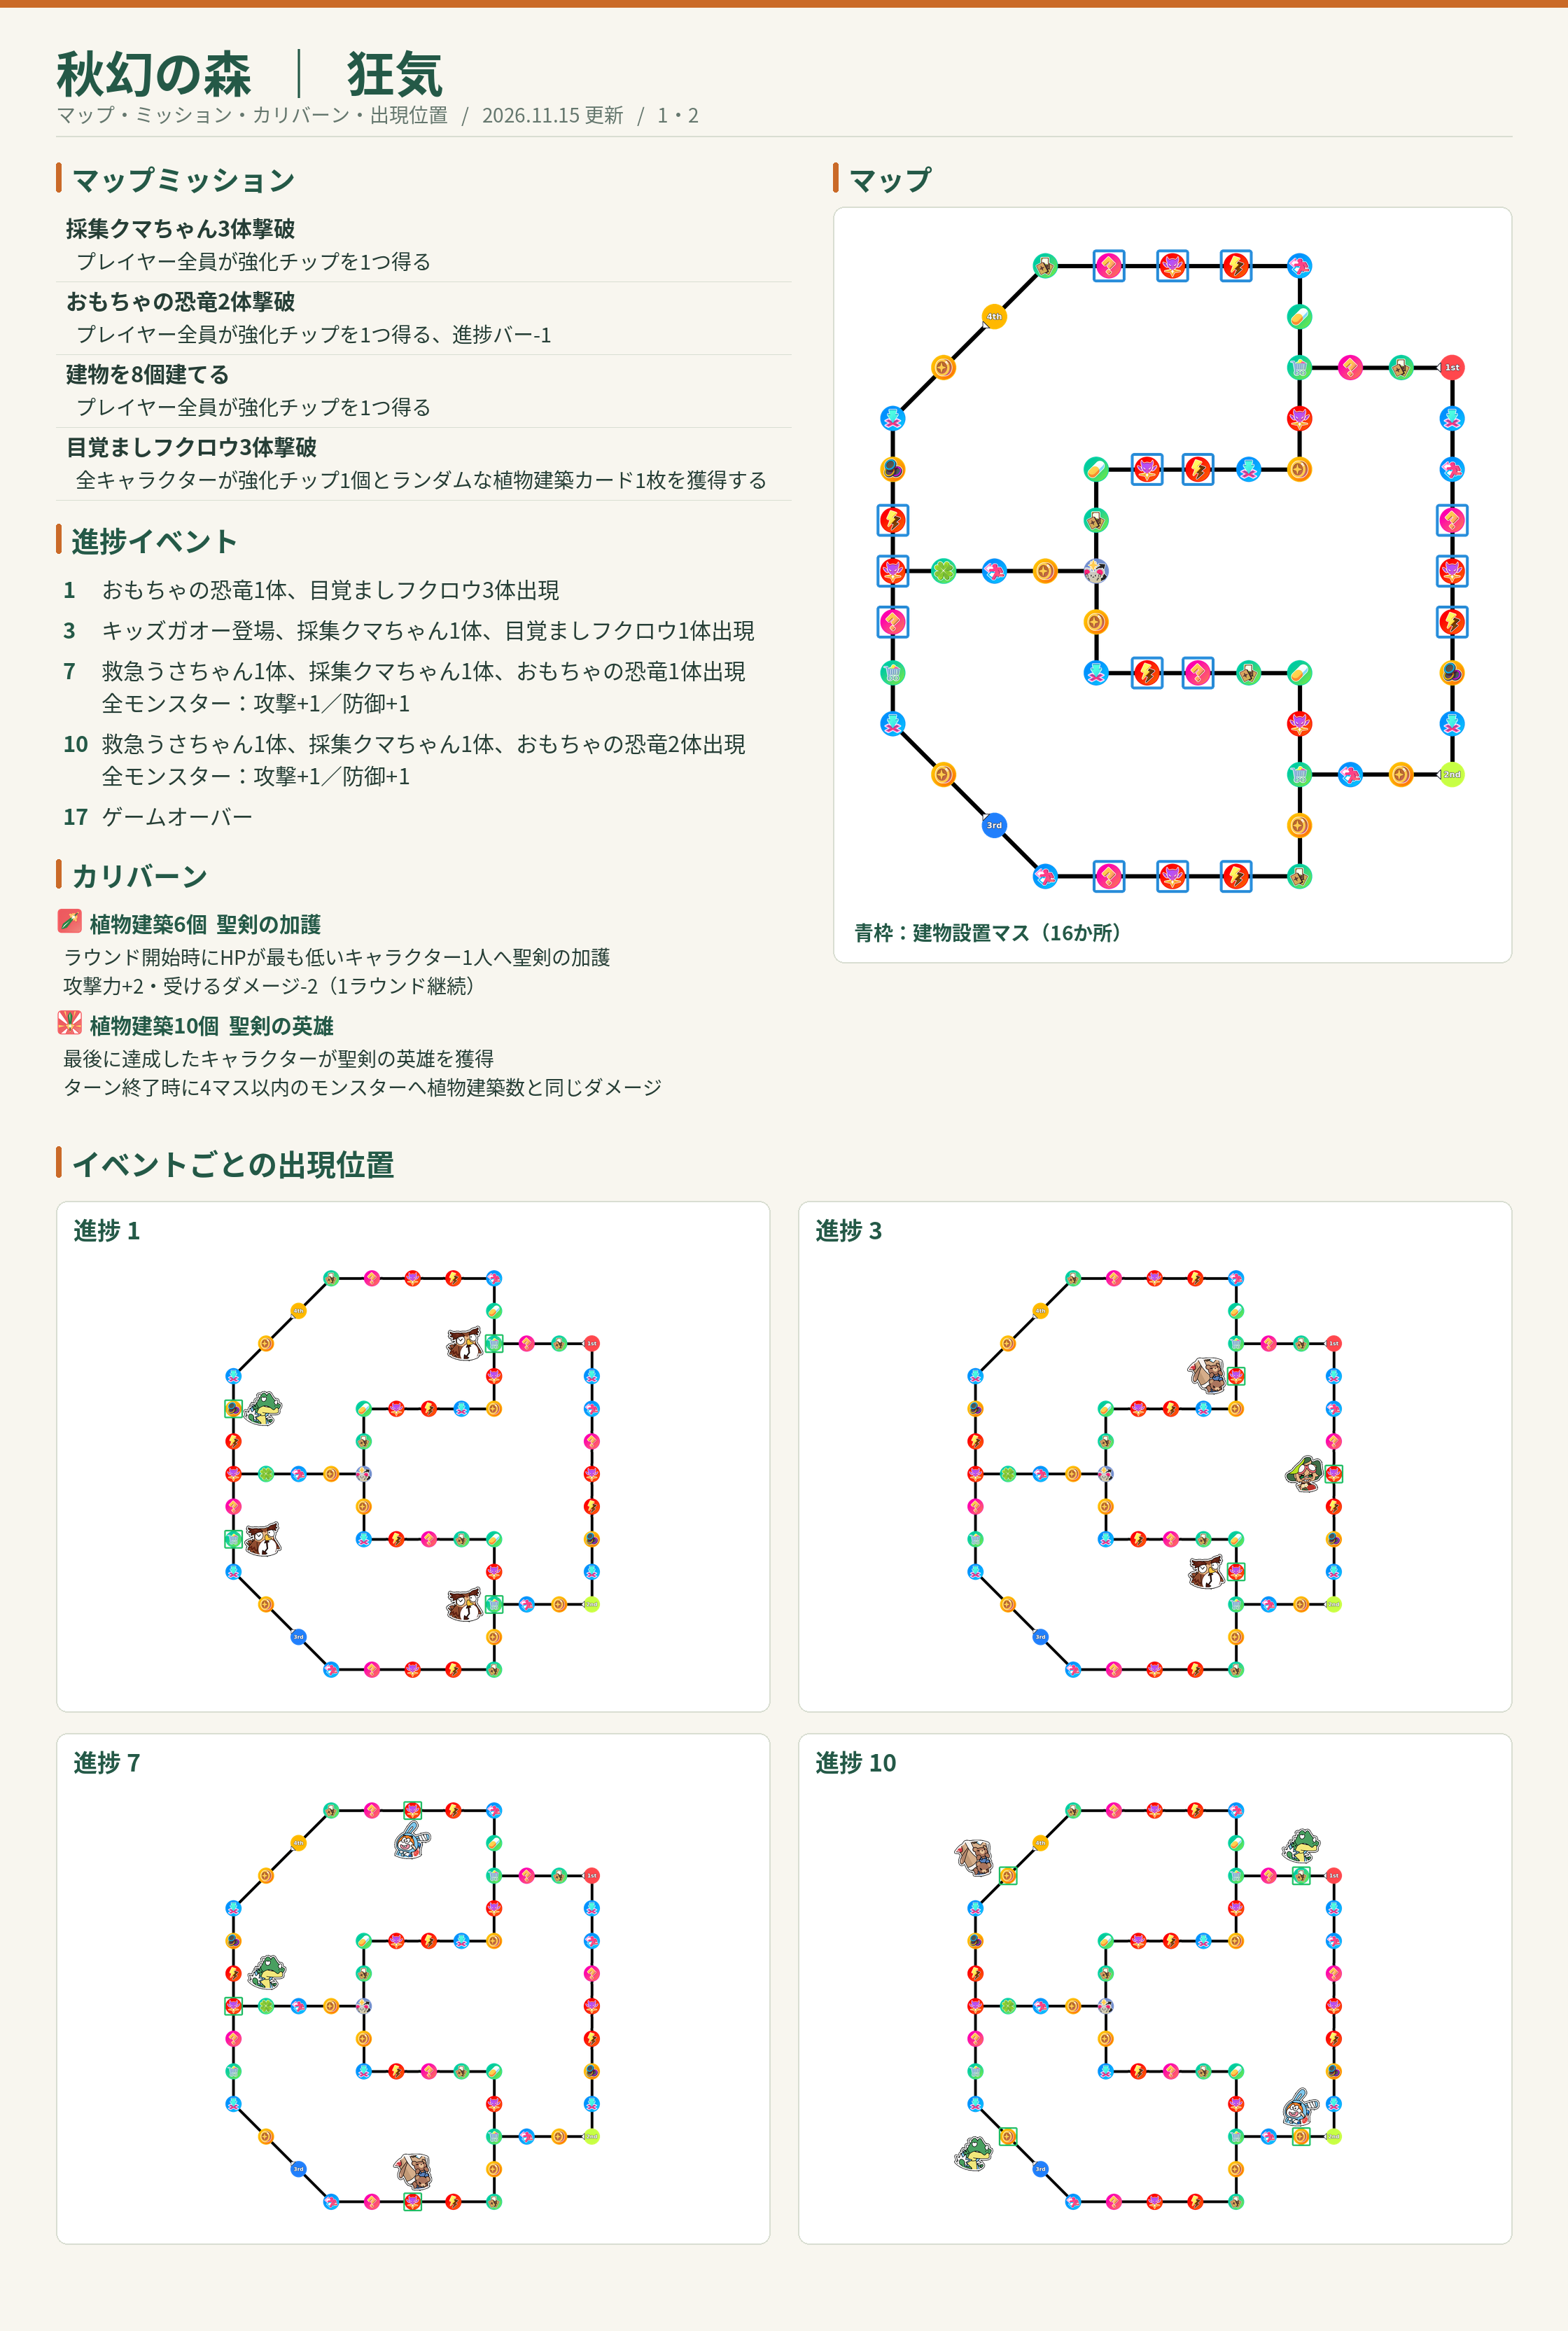 秋幻の森 │ 狂気
マップ・ミッション・カリバーン・出現位置 / 2026.11.15 更新 / 1・2
マップミッション
採集クマちゃん3体撃破
プレイヤー全員が強化チップを1つ得る
おもちゃの恐竜2体撃破
プレイヤー全員が強化チップを1つ得る、進捗バー-1
建物を8個建てる
プレイヤー全員が強化チップを1つ得る
目覚ましフクロウ3体撃破
全キャラクターが強化チップ1個とランダムな植物建築カード1枚を獲得する
進捗イベント
1 おもちゃの恐竜1体、目覚ましフクロウ3体出現
3 キッズガオー登場、採集クマちゃん1体、目覚ましフクロウ1体出現
7 救急うさちゃん1体、採集クマちゃん1体、おもちゃの恐竜1体出現
全モンスター：攻撃+1／防御+1
10 救急うさちゃん1体、採集クマちゃん1体、おもちゃの恐竜2体出現
全モンスター：攻撃+1／防御+1
17 ゲームオーバー
カリバーン
植物建築6個 聖剣の加護
ラウンド開始時にHPが最も低いキャラクター1人へ聖剣の加護
攻撃力+2・受けるダメージ-2（1ラウンド継続）
植物建築10個 聖剣の英雄
最後に達成したキャラクターが聖剣の英雄を獲得
ターン終了時に4マス以内のモンスターへ植物建築数と同じダメージ
マップ
4th
1st
2nd
3rd
青枠：建物設置マス（16か所）
イベントごとの出現位置
進捗 1
4th
1st
2nd
3rd
進捗 3
4th
1st
2nd
3rd
進捗 7
4th
1st
2nd
3rd
進捗 10
4th
1st
2nd
3rd